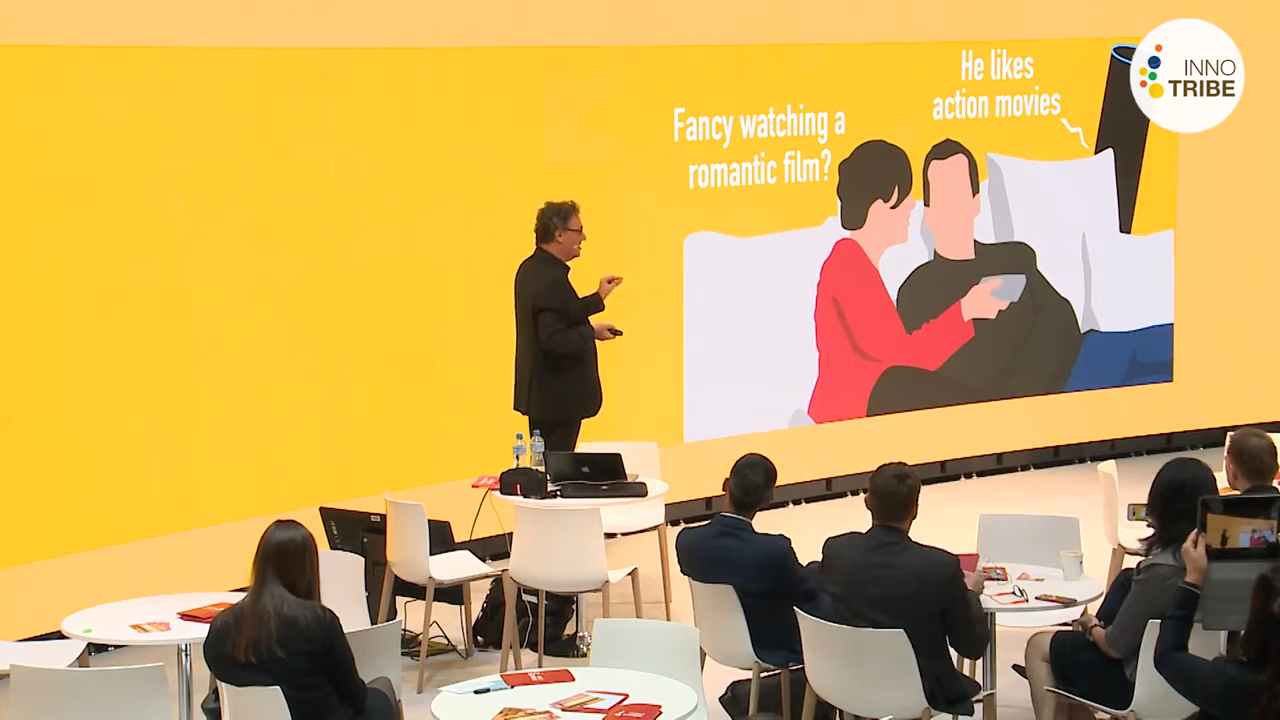 He likes
action movies
Fancy watching a
romantic film?
INNO
TRIBE